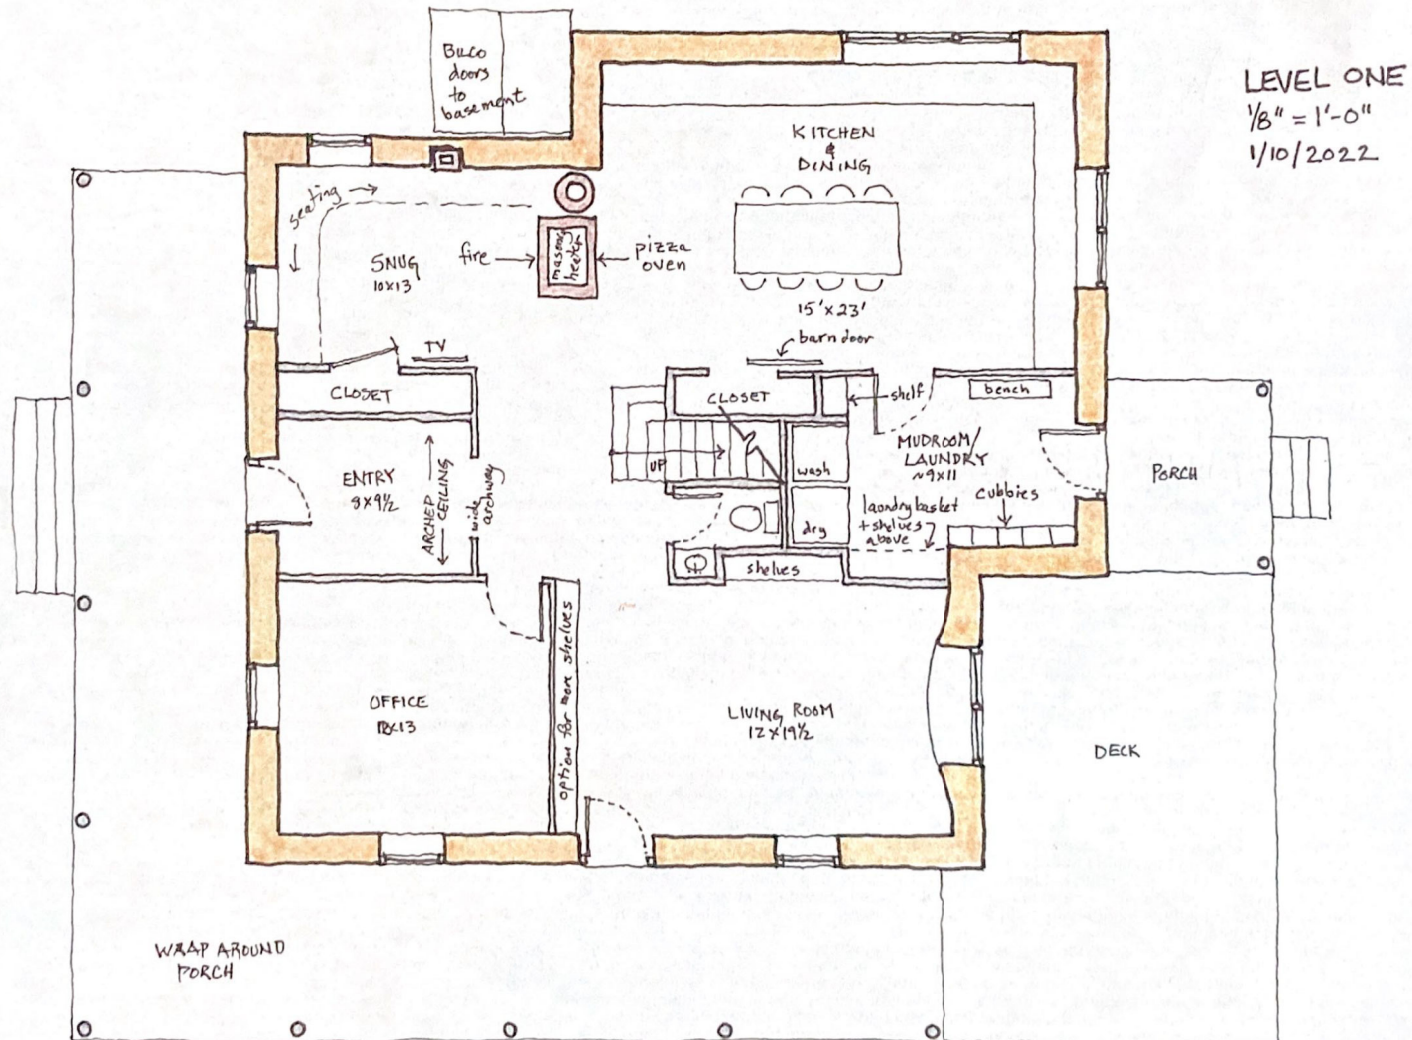 BILCO
doors
to
basement
LEVEL ONE
1/8" = 1'-0"
1/10/2022
KITCHEN
&
DINING
seating
fire
masonry
heater
pizza
oven
SNUG
10x13
15'x23'
barn door
TV
CLOSET
CLOSET
shelf
bench
MUDROOM/
LAUNDRY
~9x11
UP
wash
ENTRY
8x9½
ARCHED
CEILING
wide
archway
PORCH
cubbies
laundry basket
+ shelves
above
dry
shelves
option for more shelves
OFFICE
LIVING ROOM
12 x 19½
DECK
WRAP AROUND
PORCH